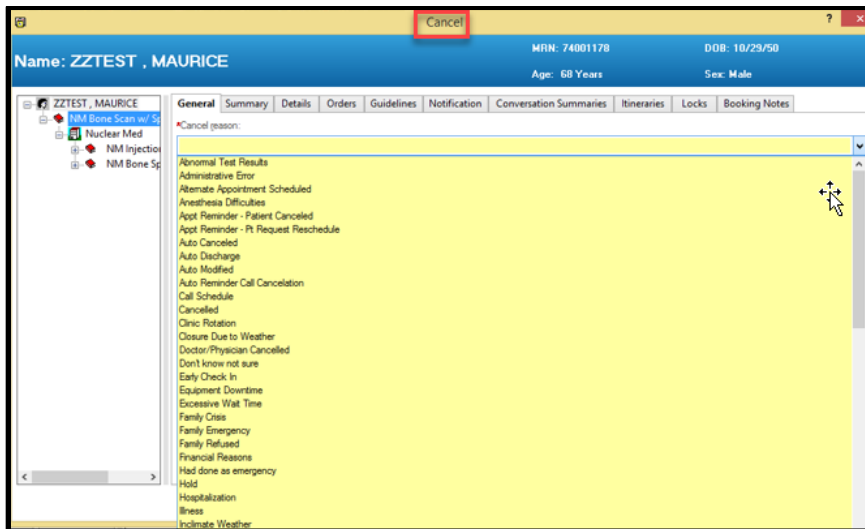 Cancel
?
Name: ZZTEST , MAURICE
MRN: 74001178
DOB: 10/29/50
Age: 68 Years
Sex: Male
ZZTEST , MAURICE
NM Bone Scan w/ Sp
Nuclear Med
NM Injection
NM Bone Sp
General Summary Details Orders Guidelines Notification Conversation Summaries Itineraries Locks Booking Notes
*Cancel reason:
Abnormal Test Results
Administrative Error
Alternate Appointment Scheduled
Anesthesia Difficulties
Appt Reminder - Patient Canceled
Appt Reminder - Pt Request Reschedule
Auto Canceled
Auto Discharge
Auto Modified
Auto Reminder Call Cancelation
Call Schedule
Cancelled
Clinic Rotation
Closure Due to Weather
Doctor/Physician Cancelled
Don't know not sure
Early Check In
Equipment Downtime
Excessive Wait Time
Family Crisis
Family Emergency
Family Refused
Financial Reasons
Had done as emergency
Hold
Hospitalization
Illness
Inclimate Weather